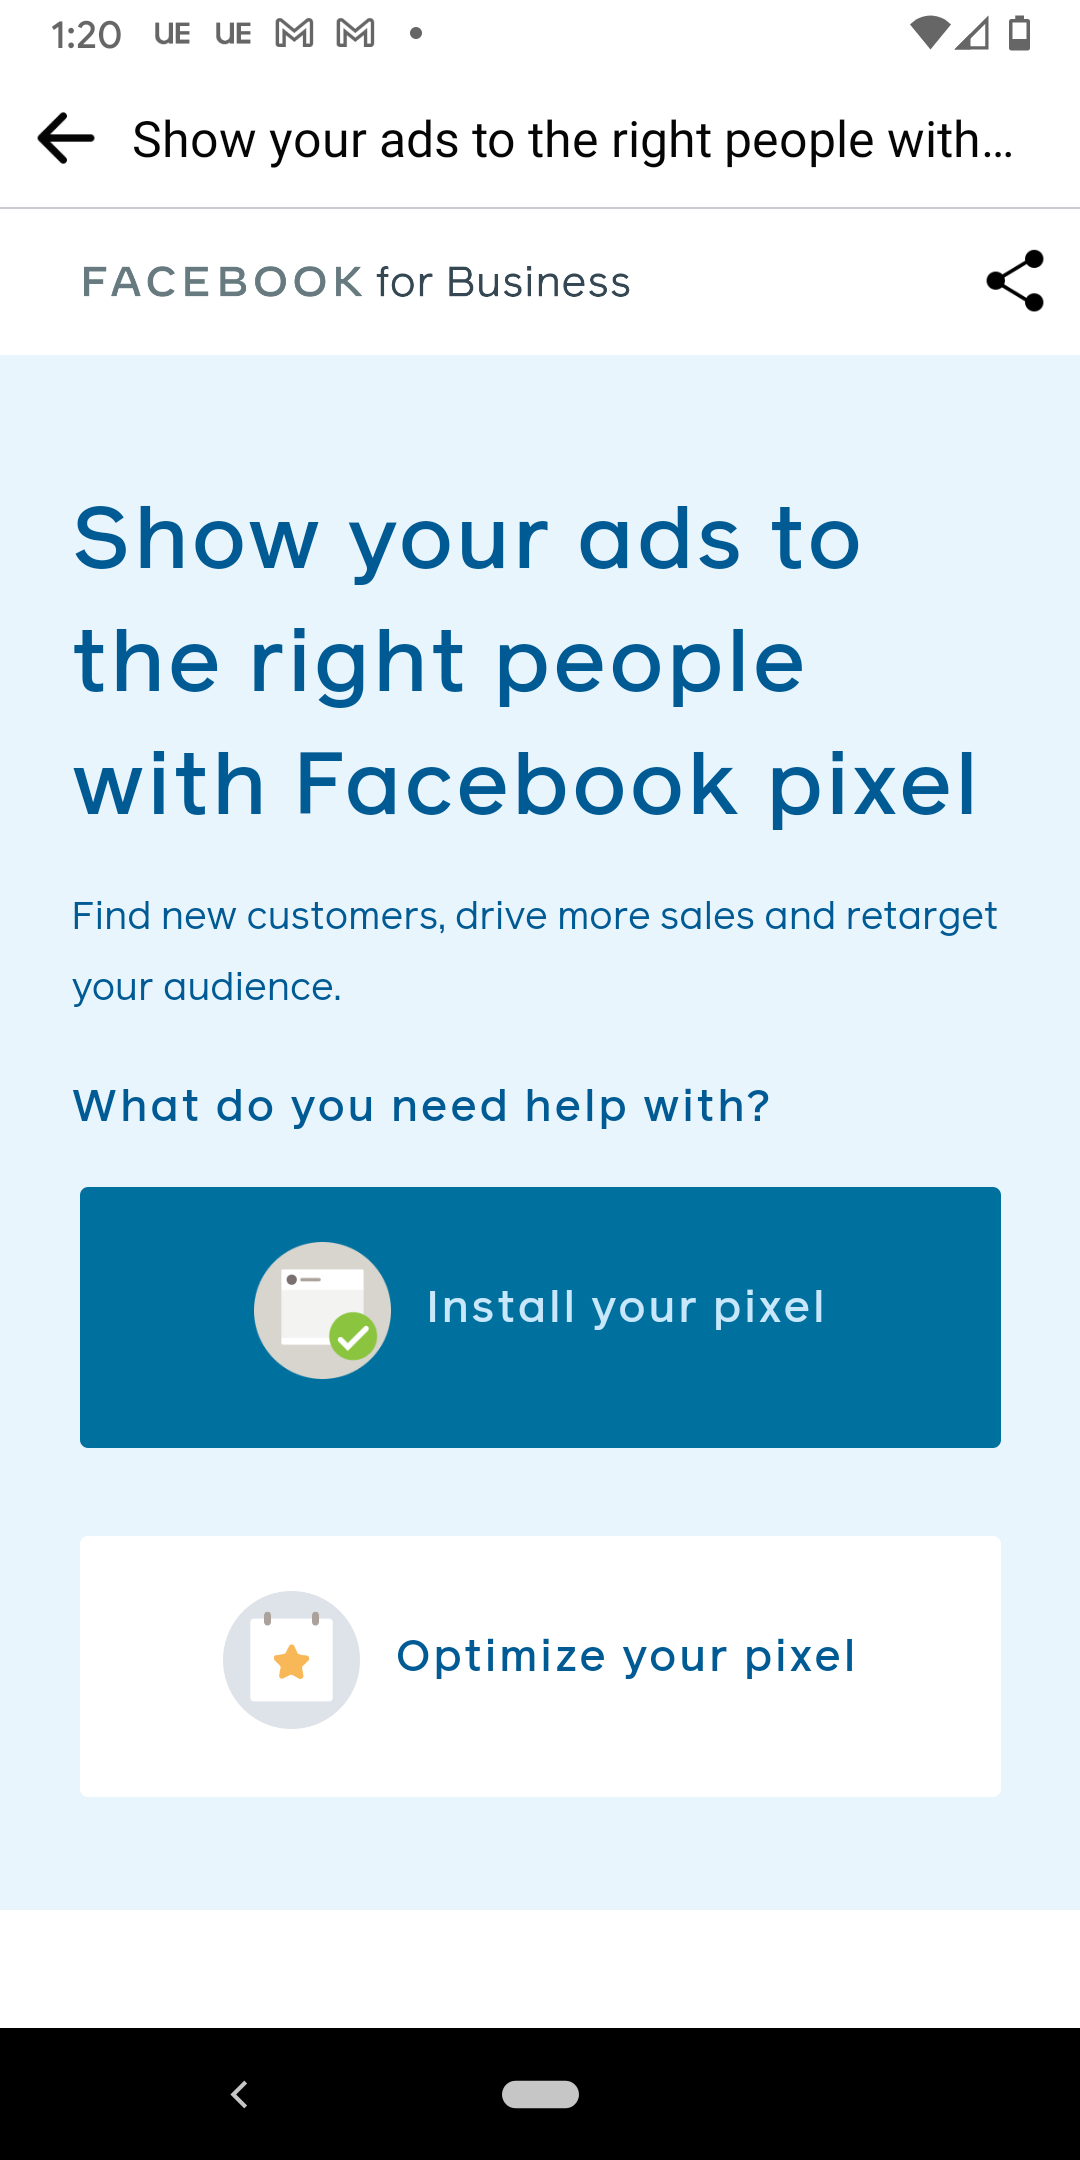 1:20 UE UE
Show your ads to the right people with...
FACEBOOK for Business
Show your ads to
the right people
with Facebook pixel
Find new customers, drive more sales and retarget
your audience.
What do you need help with?
Install your pixel
Optimize your pixel